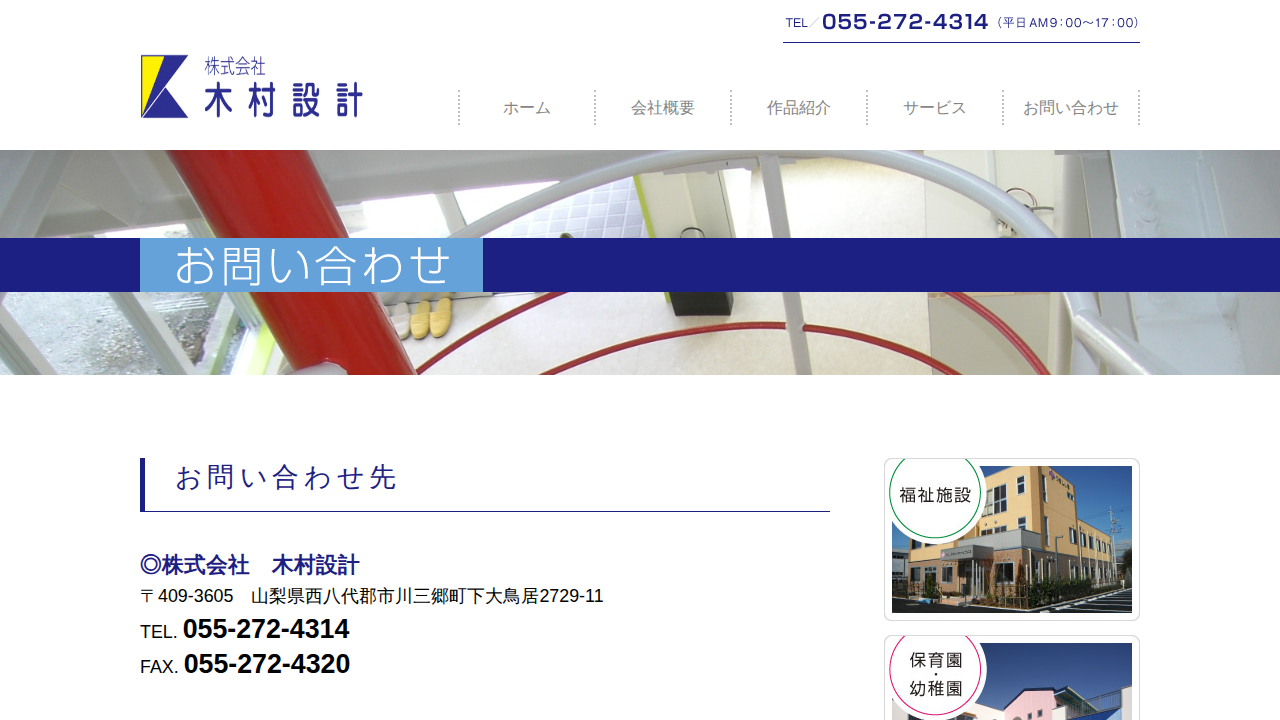 TEL／055-272-4314（平日AM9：00～17：00）
株式会社
木村設計
ホーム
会社概要
作品紹介
サービス
お問い合わせ
お問い合わせ
お問い合わせ先
福祉施設
◎株式会社　木村設計
〒409-3605　山梨県西八代郡市川三郷町下大鳥居2729-11
TEL. 055-272-4314
FAX. 055-272-4320
保育園
・
幼稚園